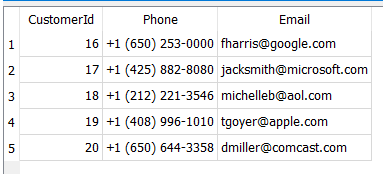 CustomerId Phone Email
1 16 +1 (650) 253-0000 fharris@google.com
2 17 +1 (425) 882-8080 jacksmith@microsoft.com
3 18 +1 (212) 221-3546 michelleb@aol.com
4 19 +1 (408) 996-1010 tgoyer@apple.com
5 20 +1 (650) 644-3358 dmiller@comcast.com